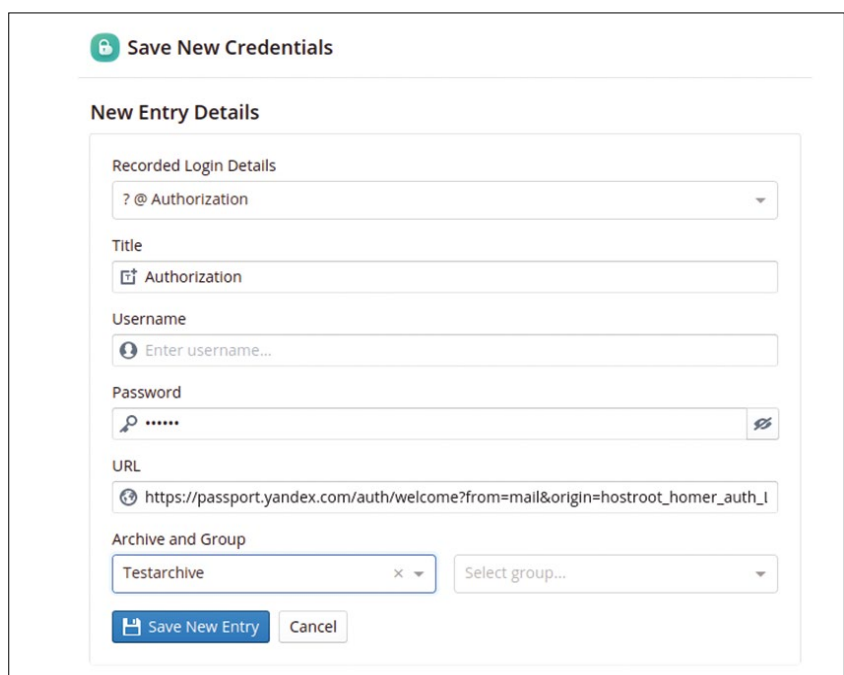 Save New Credentials
New Entry Details
Recorded Login Details
? @ Authorization
Title
Authorization
Username
Enter username...
Password
••••••
URL
https://passport.yandex.com/auth/welcome?from=mail&origin=hostroot_homer_auth_L
Archive and Group
Testarchive
Select group...
Save New Entry
Cancel